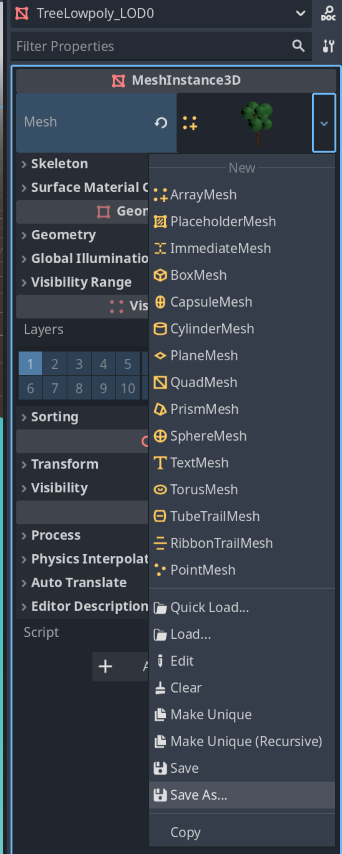 TreeLowpoly_LOD0
DOC
Filter Properties
MeshInstance3D
Mesh
New
Skeleton
Surface Material O
ArrayMesh
Geom
PlaceholderMesh
Geometry
ImmediateMesh
Global Illuminatio
BoxMesh
Visibility Range
CapsuleMesh
Vis
CylinderMesh
Layers
PlaneMesh
1 2 3 4 5
QuadMesh
6 7 8 9 10
PrismMesh
Sorting
SphereMesh
Transform
TextMesh
Visibility
TorusMesh
TubeTrailMesh
Process
RibbonTrailMesh
Physics Interpolat
PointMesh
Auto Translate
Editor Description
Quick Load...
Script
Load...
Edit
Clear
Make Unique
Make Unique (Recursive)
Save
Save As...
Copy